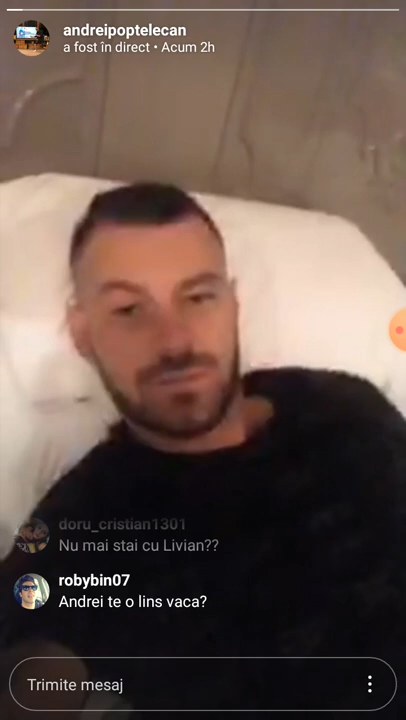 andreipoptelecan
a fost în direct • Acum 2h
doru_cristian1301
Nu mai stai cu Livian??
robybin07
Andrei te o lins vaca?
Trimite mesaj